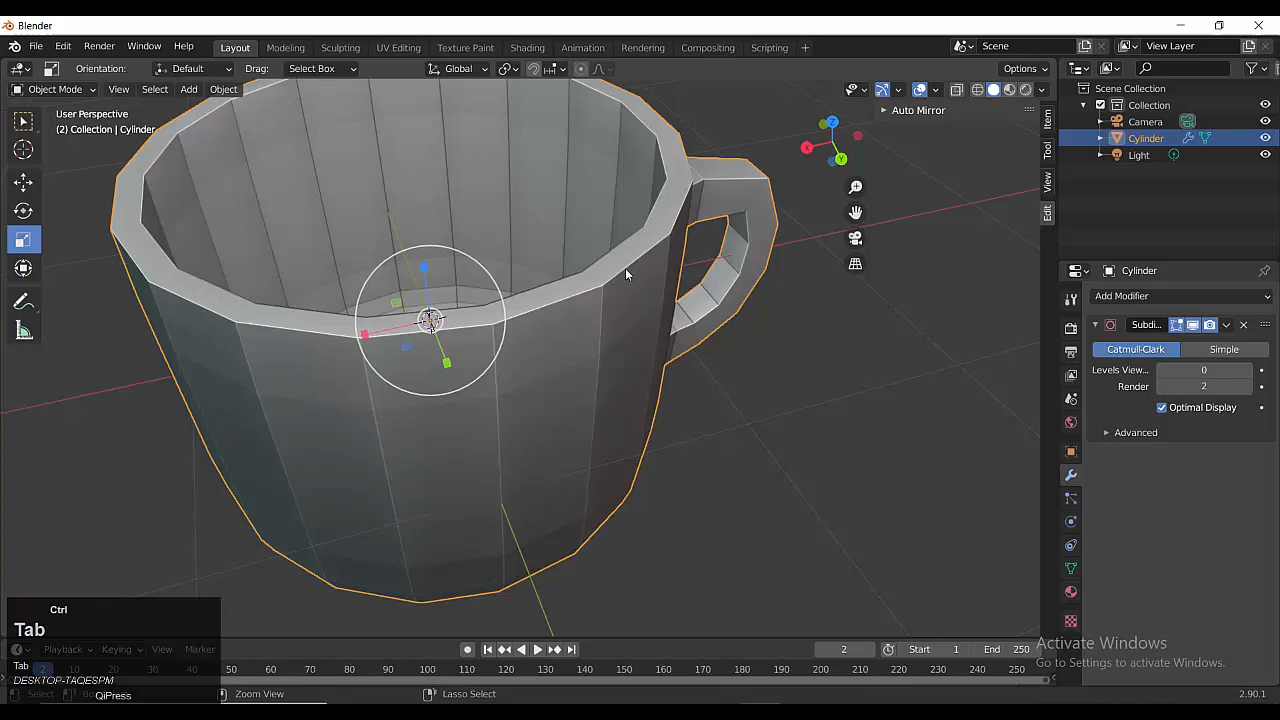 Blender
File Edit Render Window Help Layout Modeling Sculpting UV Editing Texture Paint Shading Animation Rendering Compositing Scripting + Scene View Layer
Orientation: Default Drag: Select Box Global Options
Object Mode View Select Add Object
User Perspective
(2) Collection | Cylinder
Auto Mirror
Z
X
Y
Item
Tool
View
Edit
Scene Collection
Collection
Camera
Cylinder
Light
Cylinder
Add Modifier
Subdi...
Catmull-Clark Simple
Levels View... 0
Render 2
Optimal Display
Advanced
Ctrl
Tab
Tab
DESKTOP-TAQESPM
QiPress
Playback Keying View Marker 2 Start 1 End 250
2 10 20 30 40 50 60 70 80 90 100 110 120 130 140 150 160 170 180 190 200 210 220 230 240 250
Select Zoom View Lasso Select 2.90.1
Activate Windows
Go to Settings to activate Windows.